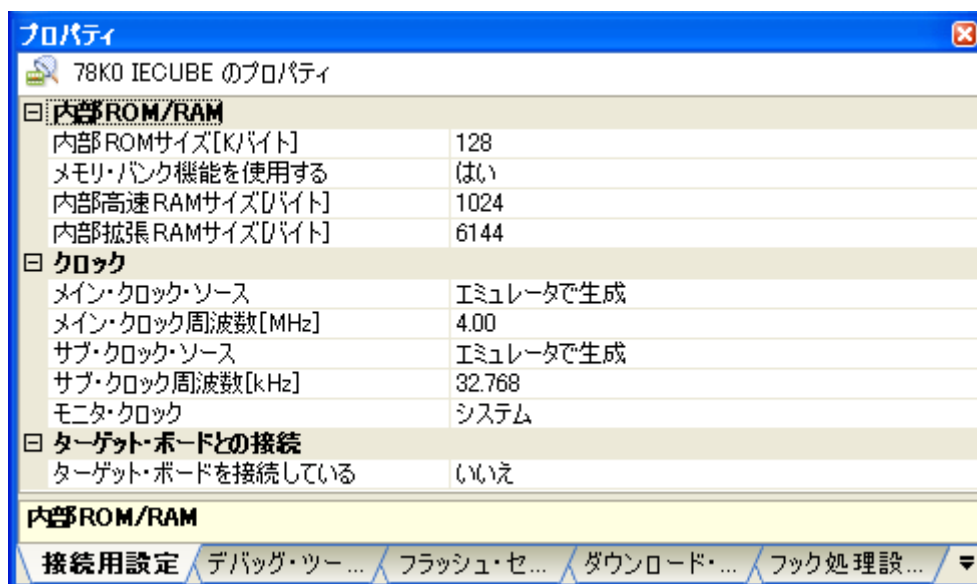 プロパティ
78K0 IECUBE のプロパティ
内部ROM/RAM
内部ROMサイズ[Kバイト] 128
メモリ・バンク機能を使用する はい
内部高速RAMサイズ[バイト] 1024
内部拡張RAMサイズ[バイト] 6144
クロック
メイン・クロック・ソース エミュレータで生成
メイン・クロック周波数[MHz] 4.00
サブ・クロック・ソース エミュレータで生成
サブ・クロック周波数[kHz] 32.768
モニタ・クロック システム
ターゲット・ボードとの接続
ターゲット・ボードを接続している いいえ
内部ROM/RAM
接続用設定 デバッグ・ツー... フラッシュ・セ... ダウンロード・... フック処理設...